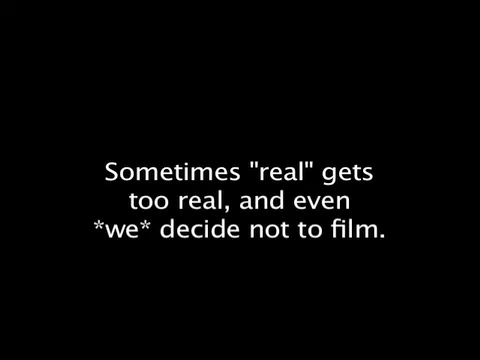 Sometimes "real" gets
too real, and even
*we* decide not to film.